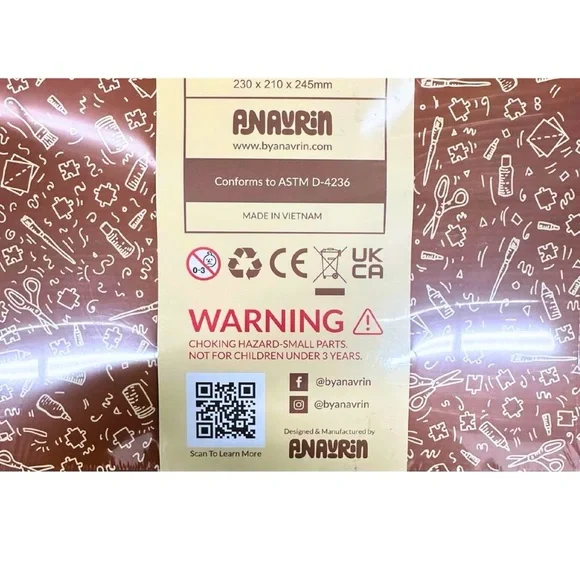 230 x 210 x 245mm
ANAVRIN
www.byanavrin.com
Conforms to ASTM D-4236
MADE IN VIETNAM
0-3
CE
UK
CA
WARNING
CHOKING HAZARD-SMALL PARTS.
NOT FOR CHILDREN UNDER 3 YEARS.
@byanavrin
@byanavrin
Scan To Learn More
Designed & Manufactured by
ANAVRIN